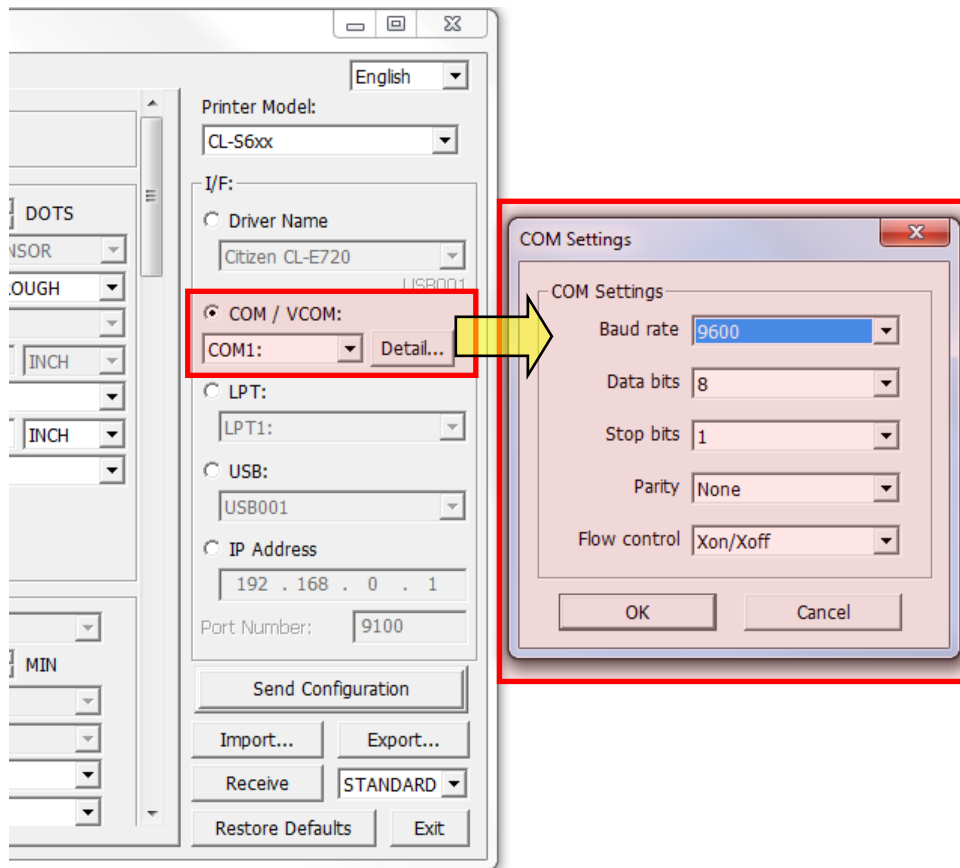 English
Printer Model:
CL-S6xx
I/F:
DOTS
Driver Name
NSOR
Citizen CL-E720
OUGH
USB001
COM / VCOM:
COM1:
Detail...
INCH
LPT:
INCH
LPT1:
USB:
USB001
IP Address
192 . 168 . 0 . 1
Port Number:
9100
MIN
Send Configuration
Import...
Export...
Receive
STANDARD
Restore Defaults
Exit
COM Settings
COM Settings
Baud rate
9600
Data bits
8
Stop bits
1
Parity
None
Flow control
Xon/Xoff
OK
Cancel